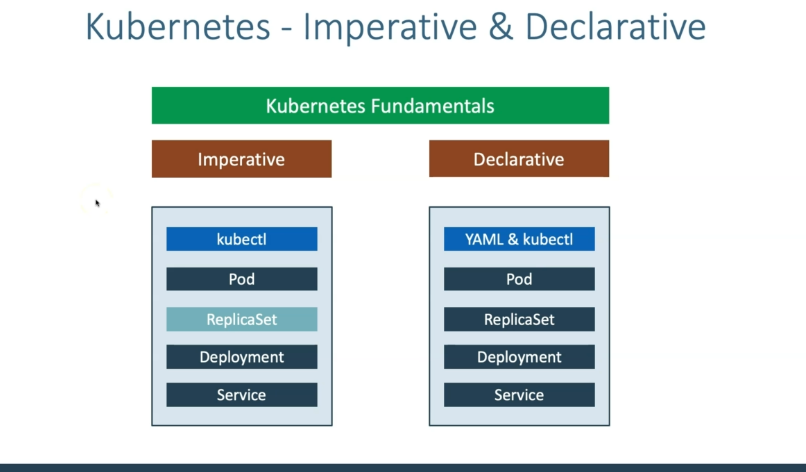 Kubernetes - Imperative & Declarative
Kubernetes Fundamentals
Imperative
Declarative
kubectl
Pod
ReplicaSet
Deployment
Service
YAML & kubectl
Pod
ReplicaSet
Deployment
Service